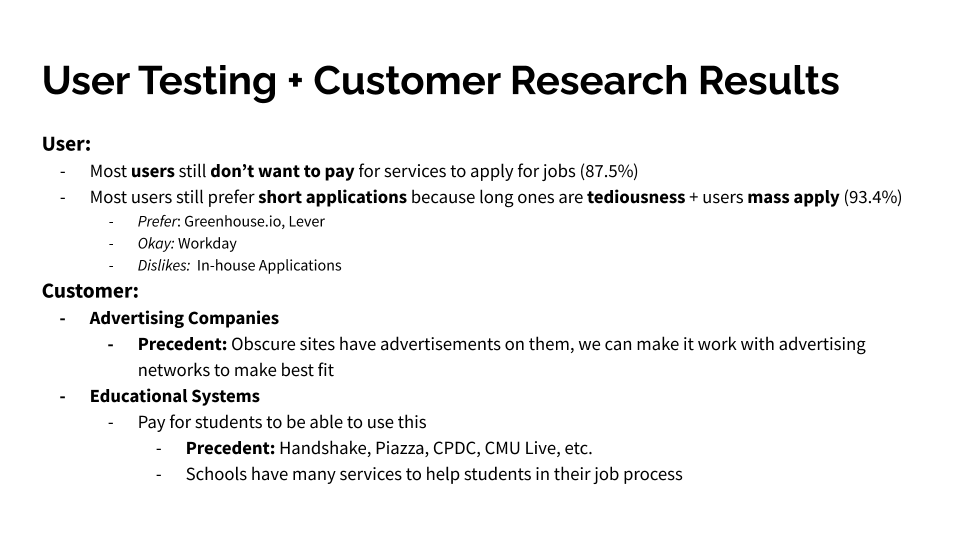 User Testing + Customer Research Results
User:
- Most users still don’t want to pay for services to apply for jobs (87.5%)
- Most users still prefer short applications because long ones are tediousness + users mass apply (93.4%)
- Prefer: Greenhouse.io, Lever
- Okay: Workday
- Dislikes: In-house Applications
Customer:
- Advertising Companies
- Precedent: Obscure sites have advertisements on them, we can make it work with advertising
networks to make best fit
- Educational Systems
- Pay for students to be able to use this
- Precedent: Handshake, Piazza, CPDC, CMU Live, etc.
- Schools have many services to help students in their job process